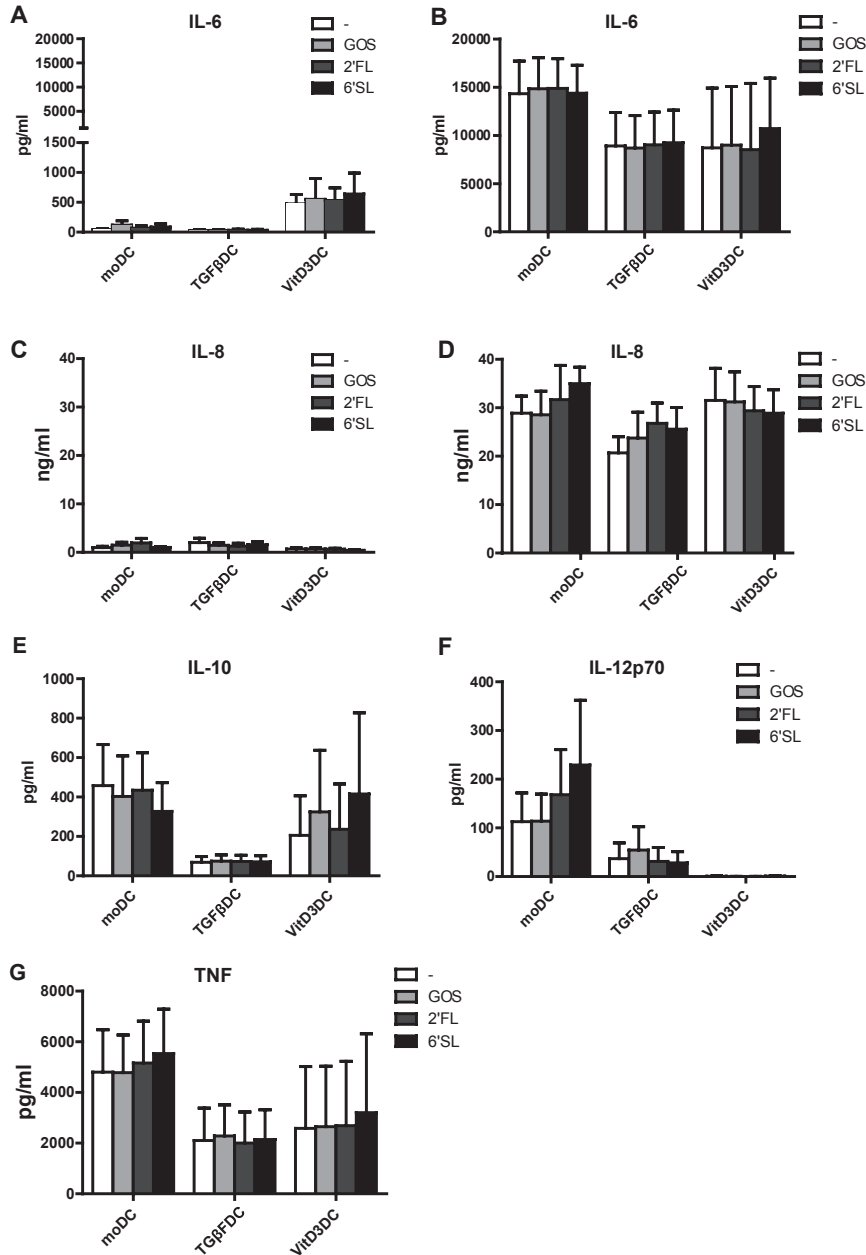 A
IL-6
-
GOS
2'FL
6'SL
20000
15000
10000
5000
1500
1000
500
0
pg/ml
moDC
TGFβDC
VitD3DC
B
IL-6
-
GOS
2'FL
6'SL
20000
15000
10000
5000
0
pg/ml
moDC
TGFβDC
VitD3DC
C
IL-8
-
GOS
2'FL
6'SL
40
30
20
10
0
ng/ml
moDC
TGFβDC
VitD3DC
D
IL-8
-
GOS
2'FL
6'SL
40
30
20
10
0
ng/ml
moDC
TGFβDC
VitD3DC
E
IL-10
1000
800
600
400
200
0
pg/ml
moDC
TGFβDC
VitD3DC
F
IL-12p70
-
GOS
2'FL
6'SL
400
300
200
100
0
pg/ml
moDC
TGFβDC
VitD3DC
G
TNF
-
GOS
2'FL
6'SL
8000
6000
4000
2000
0
pg/ml
moDC
TGβFDC
VitD3DC